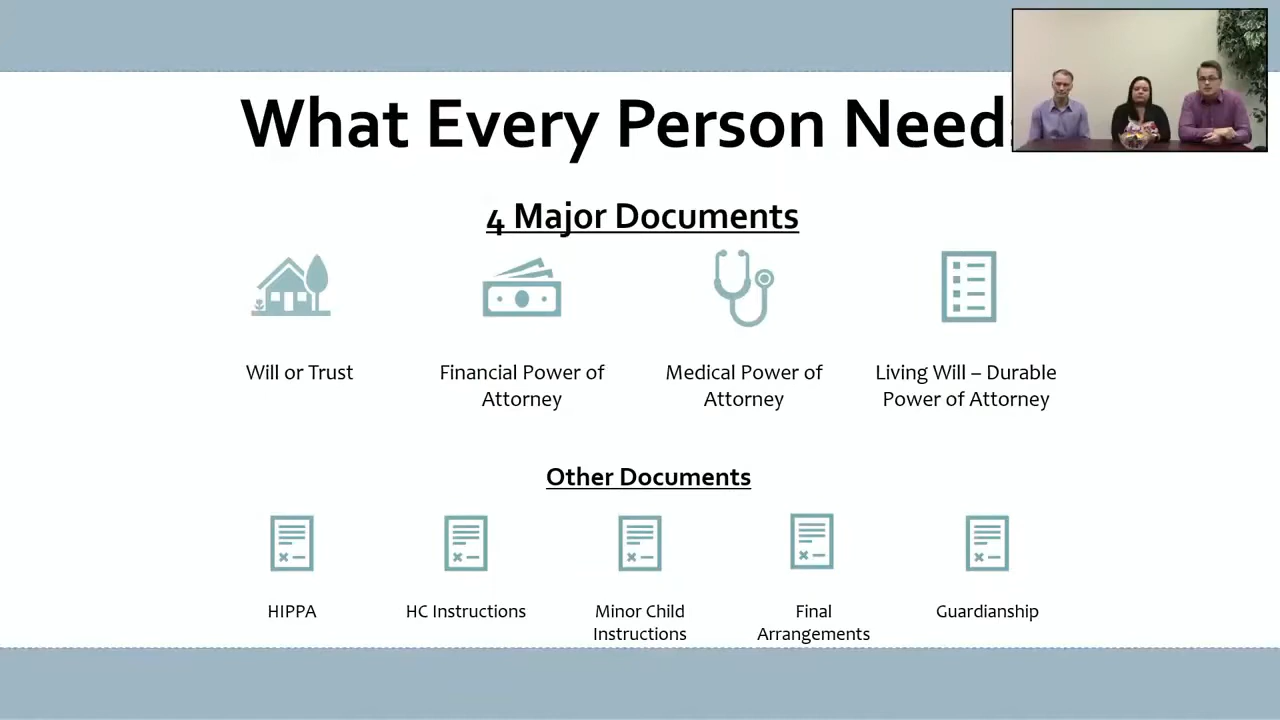 What Every Person Need
4 Major Documents
Will or Trust
Financial Power of
Attorney
Medical Power of
Attorney
Living Will – Durable
Power of Attorney
Other Documents
HIPPA
HC Instructions
Minor Child
Instructions
Final
Arrangements
Guardianship